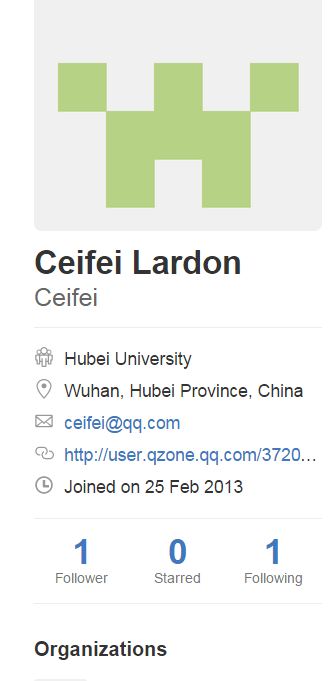 Ceifei Lardon
Ceifei
Hubei University
Wuhan, Hubei Province, China
ceifei@qq.com
http://user.qzone.qq.com/3720...
Joined on 25 Feb 2013
1 0 1
Follower Starred Following
Organizations